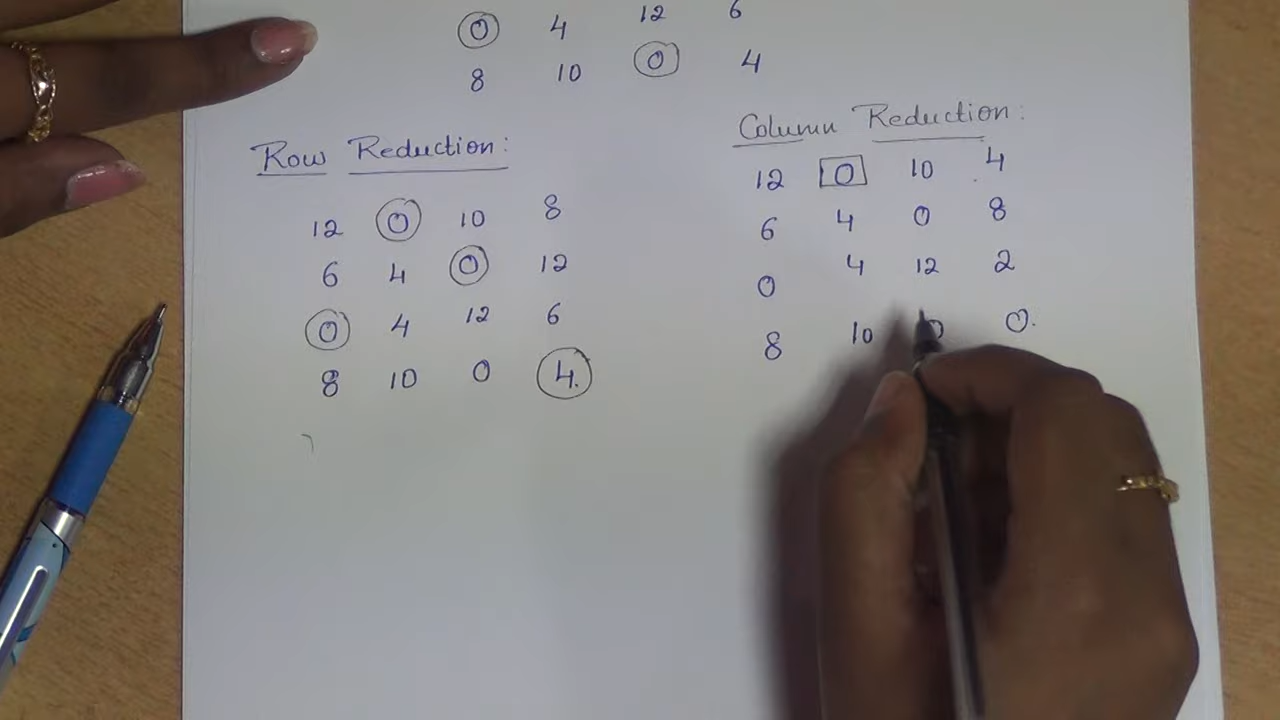 0 4 12 6
8 10 0 4
Row Reduction:
12 0 10 8
6 4 0 12
0 4 12 6
8 10 0 4.
Column Reduction:
12 0 10 4
6 4 0 8
0 4 12 2
8 10 0 0.